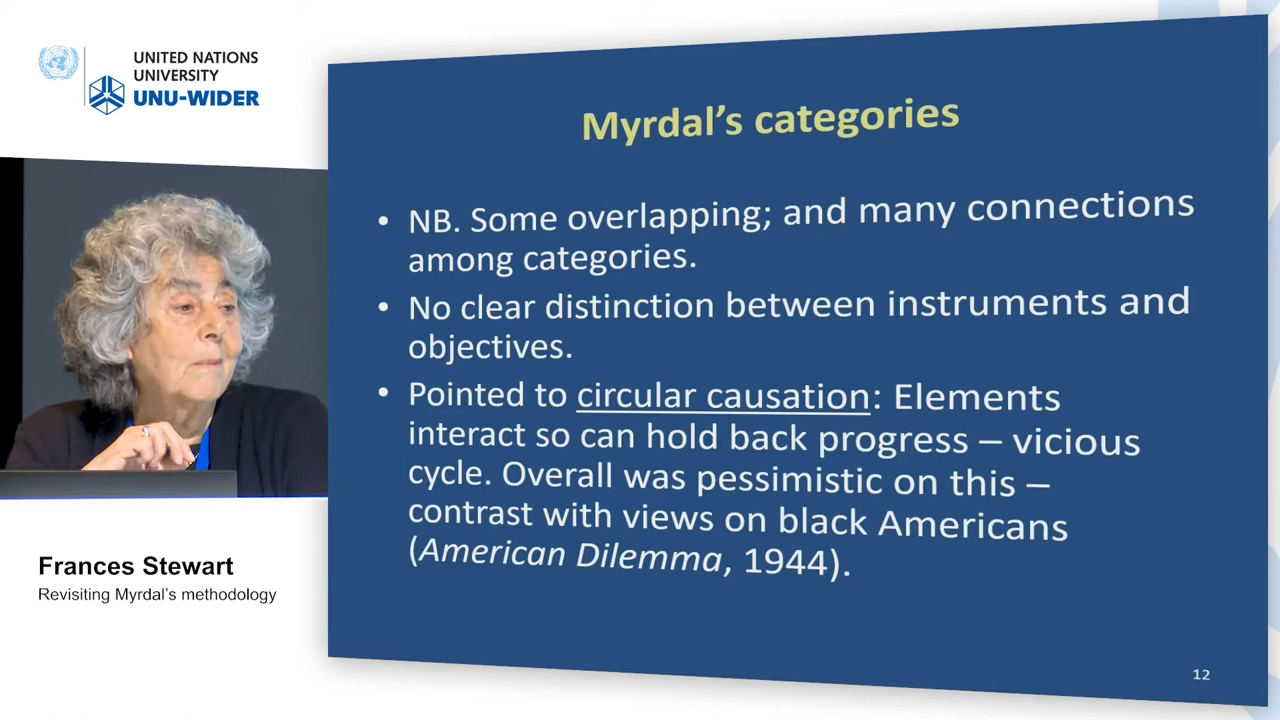 UNITED NATIONS
UNIVERSITY
UNU-WIDER
Myrdal’s categories
• NB. Some overlapping; and many connections
among categories.
• No clear distinction between instruments and
objectives.
• Pointed to circular causation: Elements
interact so can hold back progress – vicious
cycle. Overall was pessimistic on this –
contrast with views on black Americans
(American Dilemma, 1944).
Frances Stewart
Revisiting Myrdal’s methodology
12